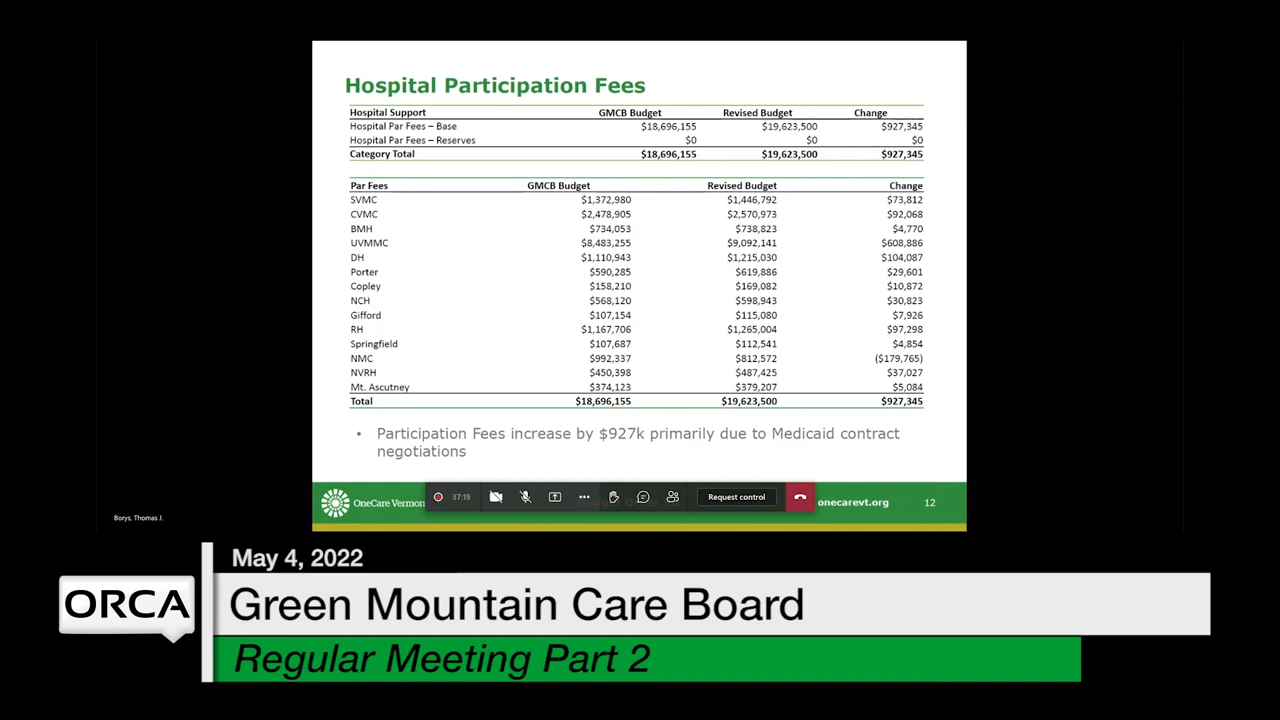 Hospital Participation Fees
Hospital Support GMCB Budget Revised Budget Change
Hospital Par Fees – Base $18,696,155 $19,623,500 $927,345
Hospital Par Fees – Reserves $0 $0 $0
Category Total $18,696,155 $19,623,500 $927,345
Par Fees GMCB Budget Revised Budget Change
SVMC $1,372,980 $1,446,792 $73,812
CVMC $2,478,905 $2,570,973 $92,068
BMH $734,053 $738,823 $4,770
UVMMC $8,483,255 $9,092,141 $608,886
DH $1,110,943 $1,215,030 $104,087
Porter $590,285 $619,886 $29,601
Copley $158,210 $169,082 $10,872
NCH $568,120 $598,943 $30,823
Gifford $107,154 $115,080 $7,926
RH $1,167,706 $1,265,004 $97,298
Springfield $107,687 $112,541 $4,854
NMC $992,337 $812,572 ($179,765)
NVRH $450,398 $487,425 $37,027
Mt. Ascutney $374,123 $379,207 $5,084
Total $18,696,155 $19,623,500 $927,345
• Participation Fees increase by $927k primarily due to Medicaid contract
negotiations
OneCare Vermon 37:19 Request control onecarevt.org 12
Borys, Thomas J.
May 4, 2022
ORCA
Green Mountain Care Board
Regular Meeting Part 2